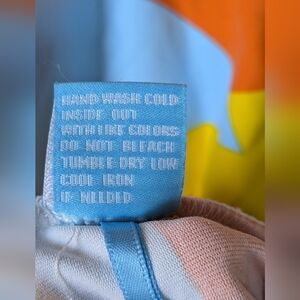 HAND WASH COLD
INSIDE OUT
WITH LIKE COLORS
DO NOT BLEACH
TUMBLE DRY LOW
COOL IRON
IF NEEDED